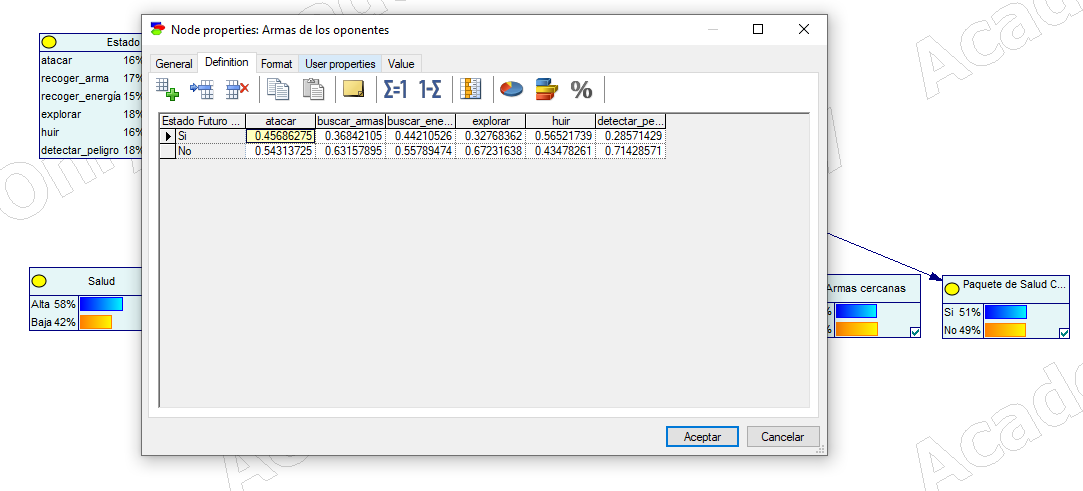 Node properties: Armas de los oponentes
General Definition Format User properties Value
Σ=1 1-Σ %
Estado Futuro ... atacar buscar_armas buscar_ene... explorar huir detectar_pe...
Si 0.45686275 0.36842105 0.44210526 0.32768362 0.56521739 0.28571429
No 0.54313725 0.63157895 0.55789474 0.67231638 0.43478261 0.71428571
Aceptar Cancelar
Estado
atacar 16%
recoger_arma 17%
recoger_energía 15%
explorar 18%
huir 16%
detectar_peligro 18%
Salud
Alta 58%
Baja 42%
Armas cercanas
%
%
Paquete de Salud C...
Si 51%
No 49%
Acad
Acad